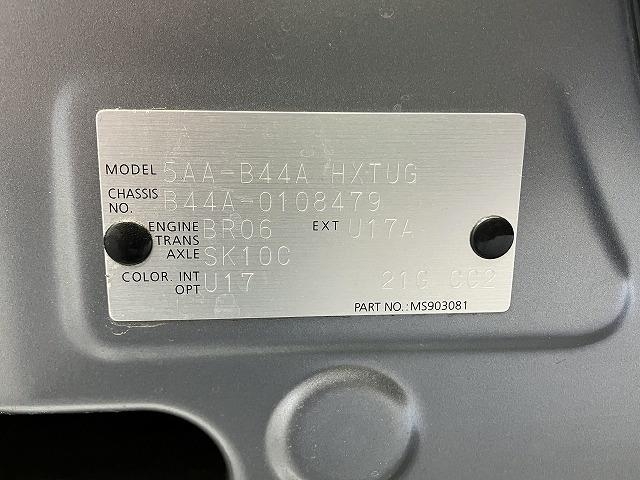 MODEL 5AA-B44A HXTUG
CHASSIS NO. B44A-0108479
ENGINE BR06 EXT U17A
TRANS AXLE SK10C
COLOR. INT OPT U17 21G CC2
PART NO.: MS903081